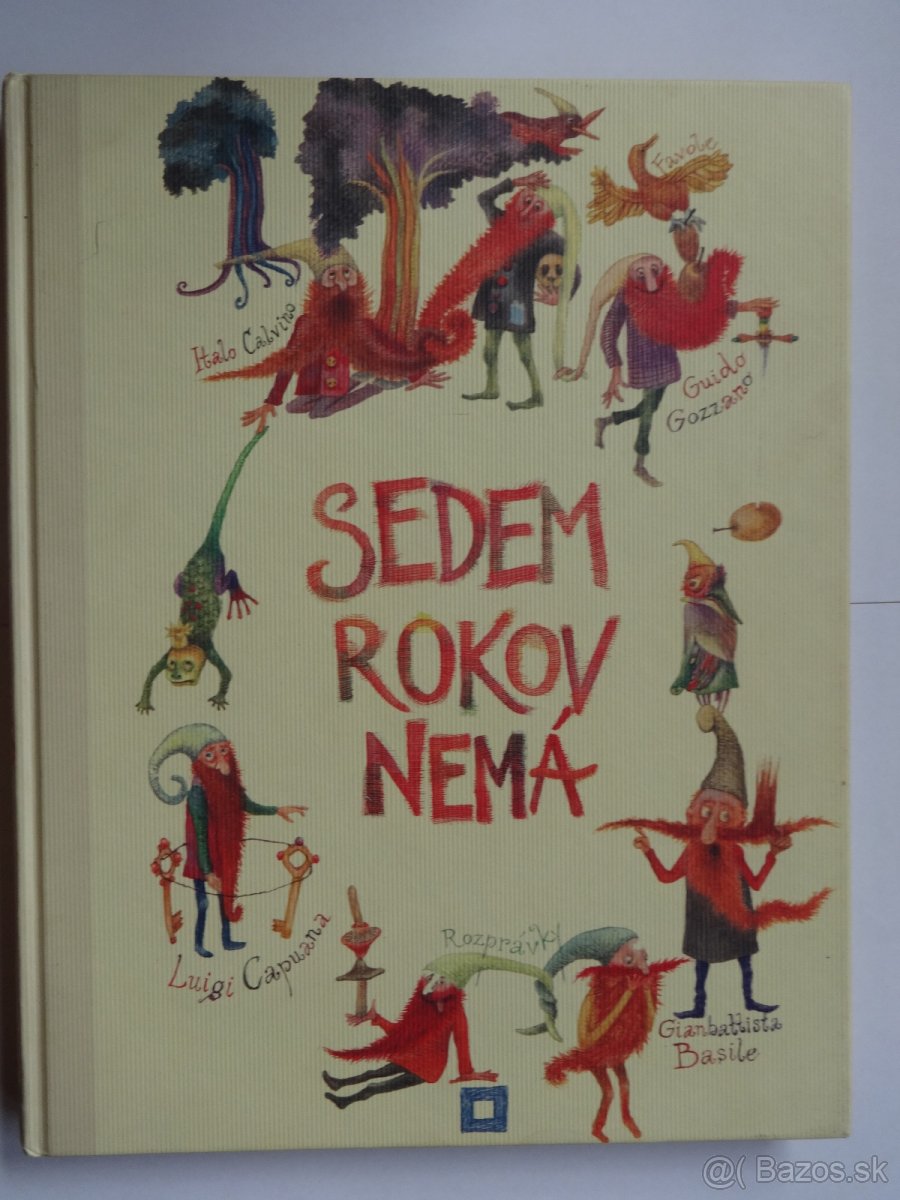 Favole
Italo Calvino
Guido
Gozzano
SEDEM
ROKOV
NEMÁ
Luigi Capuana
Rozprávky
Gianbattista
Basile
@( Bazos.sk